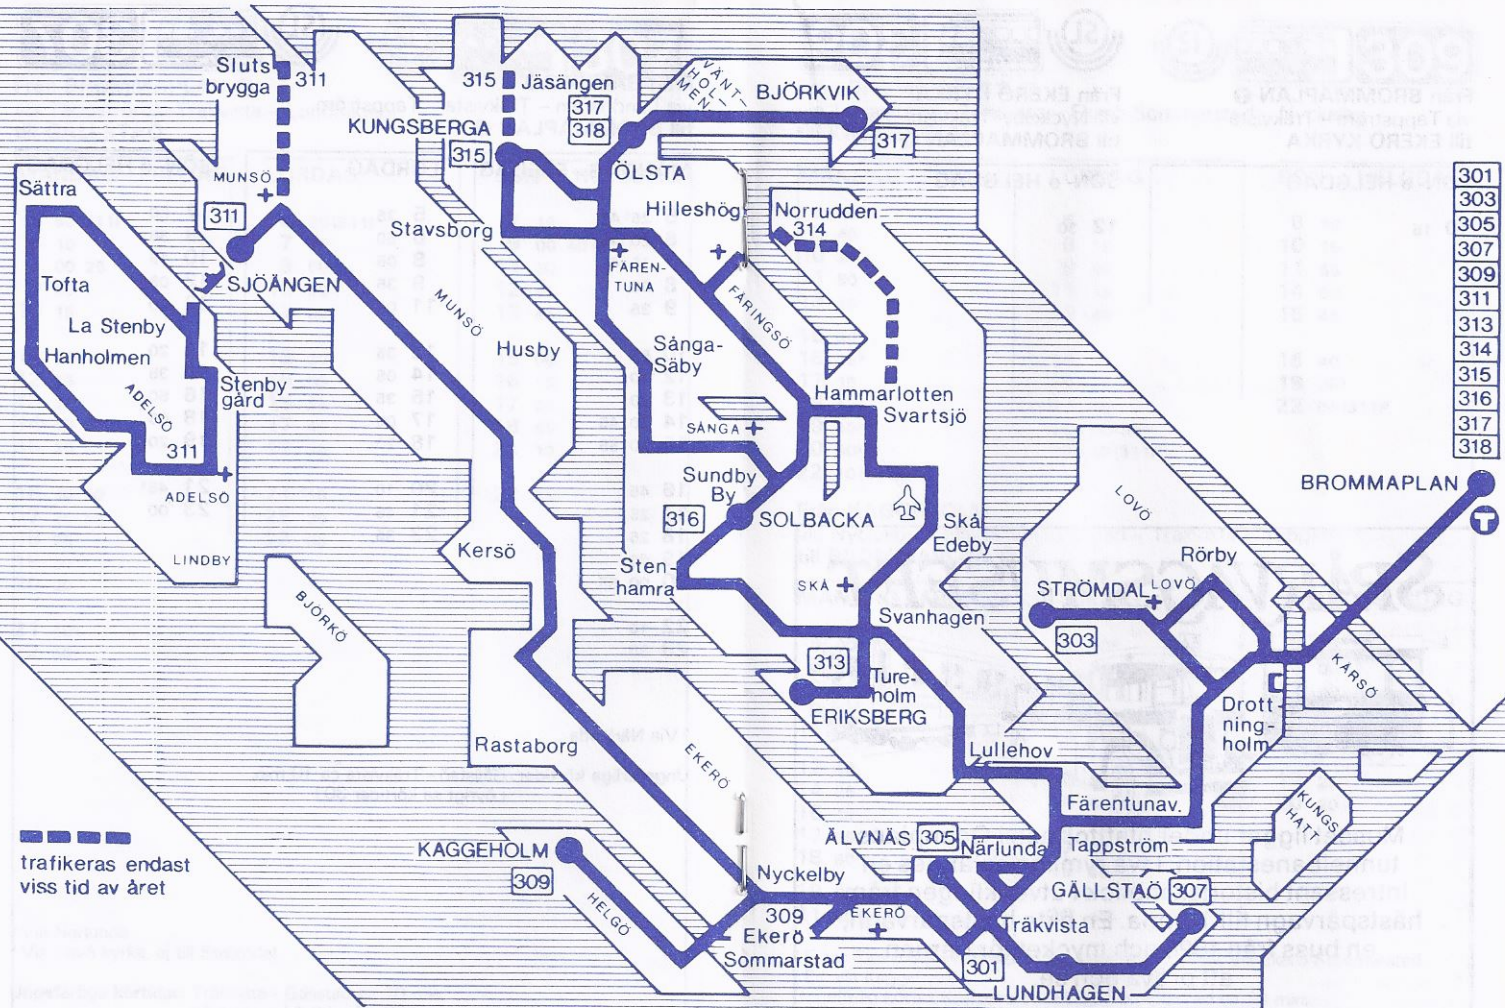 Sluts
brygga
311
315
Jäsängen
317
318
VÄNT-
HOL-
MEN
BJÖRKVIK
317
KUNGSBERGA
315
ÖLSTA
MUNSÖ
311
Sättra
Hilleshög
Norrudden
314
Stavsborg
FÄREN-
TUNA
SJÖÄNGEN
Tofta
La Stenby
Hanholmen
Stenby
gård
ADELSÖ
311
ADELSÖ
LINDBY
MUNSÖ
Husby
FÄRINGSÖ
Sånga-
Säby
Hammarlotten
Svartsjö
SÅNGA
Sundby
By
316
SOLBACKA
Skå
Edeby
Sten-
hamra
SKÅ
Svanhagen
Kersö
BJÖRKÖ
313
Ture-
holm
ERIKSBERG
301
303
305
307
309
311
313
314
315
316
317
318
BROMMAPLAN
T
LOVÖ
Rörby
STRÖMDAL
LOVÖ
303
KÄRSÖ
Drott
ning-
holm
Lullehov
Färentunav.
KUNGS
HATT
Rastaborg
EKERÖ
ÄLVNÄS
305
Närlunda
Tappström
trafikeras endast
viss tid av året
KAGGEHOLM
309
HELGÖ
Nyckelby
309
Ekerö
Sommarstad
EKERÖ
GÄLLSTAÖ
307
Träkvista
301
LUNDHAGEN